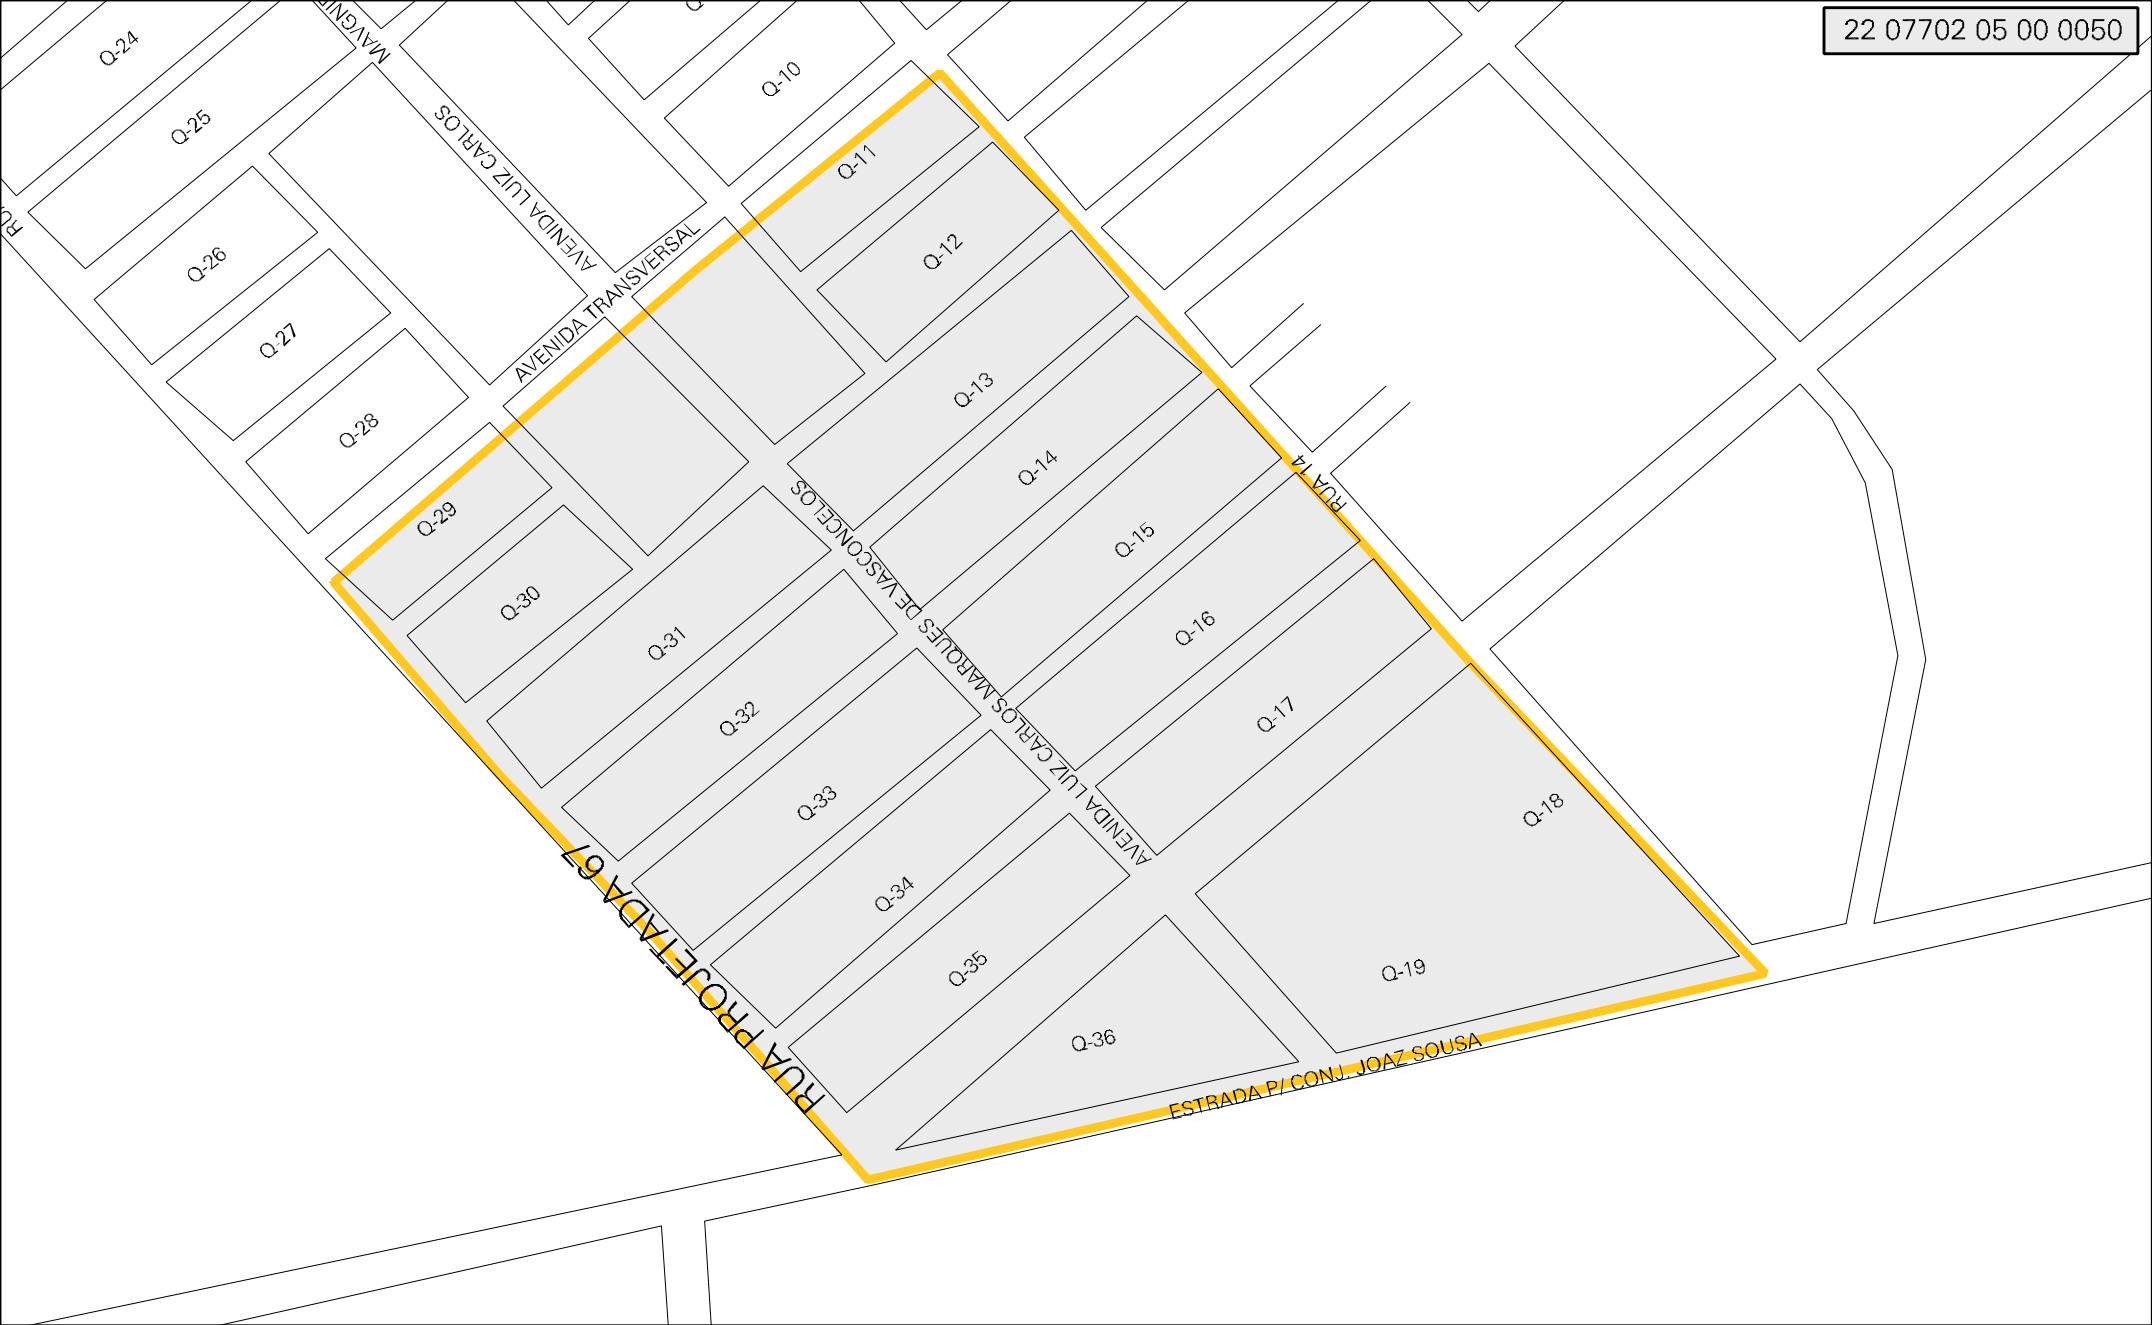 22 07702 05 00 0050
Q-24
Q-25
Q-10
AVENIDA LUIZ CARLOS
Q-11
Q-26
Q-12
AVENIDA TRANSVERSAL
Q-27
Q-28
Q-13
Q-14
RUA 14
Q-29
Q-15
Q-30
Q-16
Q-31
AVENIDA LUIZ CARLOS MARQUES DE VASCONCELOS
Q-32
Q-17
Q-33
Q-18
Q-34
Q-35
Q-19
RUA PROJETADA 67
Q-36
ESTRADA P/ CONJ. JOAZ SOUSA